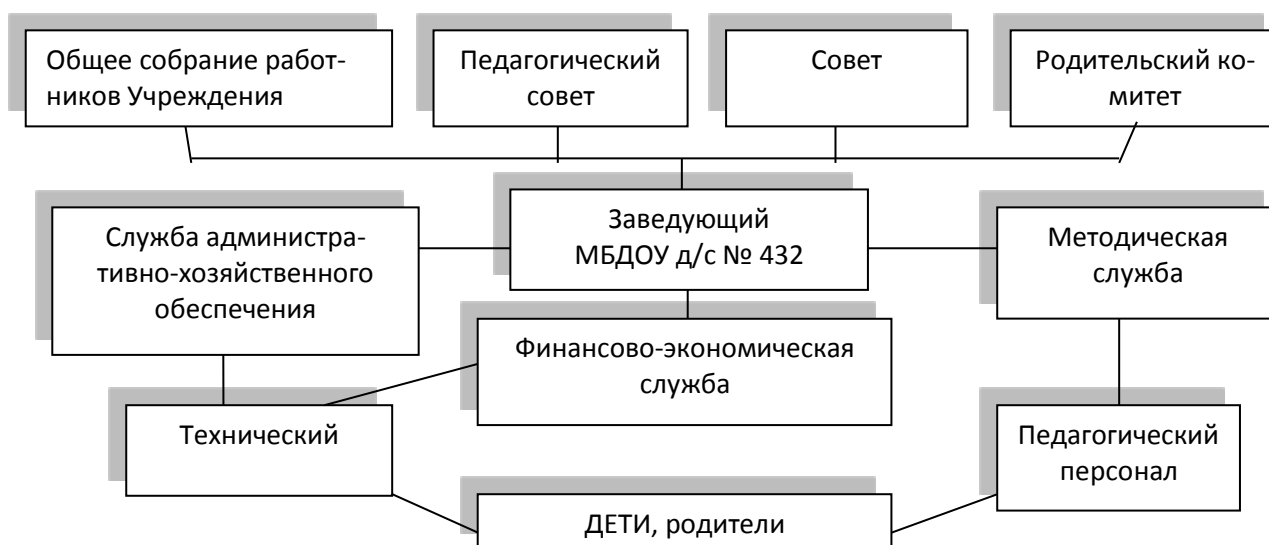 Общее собрание работ-
ников Учреждения
Педагогический
совет
Совет
Родительский ко-
митет
Служба администра-
тивно-хозяйственного
обеспечения
Заведующий
МБДОУ д/с № 432
Методическая
служба
Финансово-экономическая
служба
Технический
Педагогический
персонал
ДЕТИ, родители